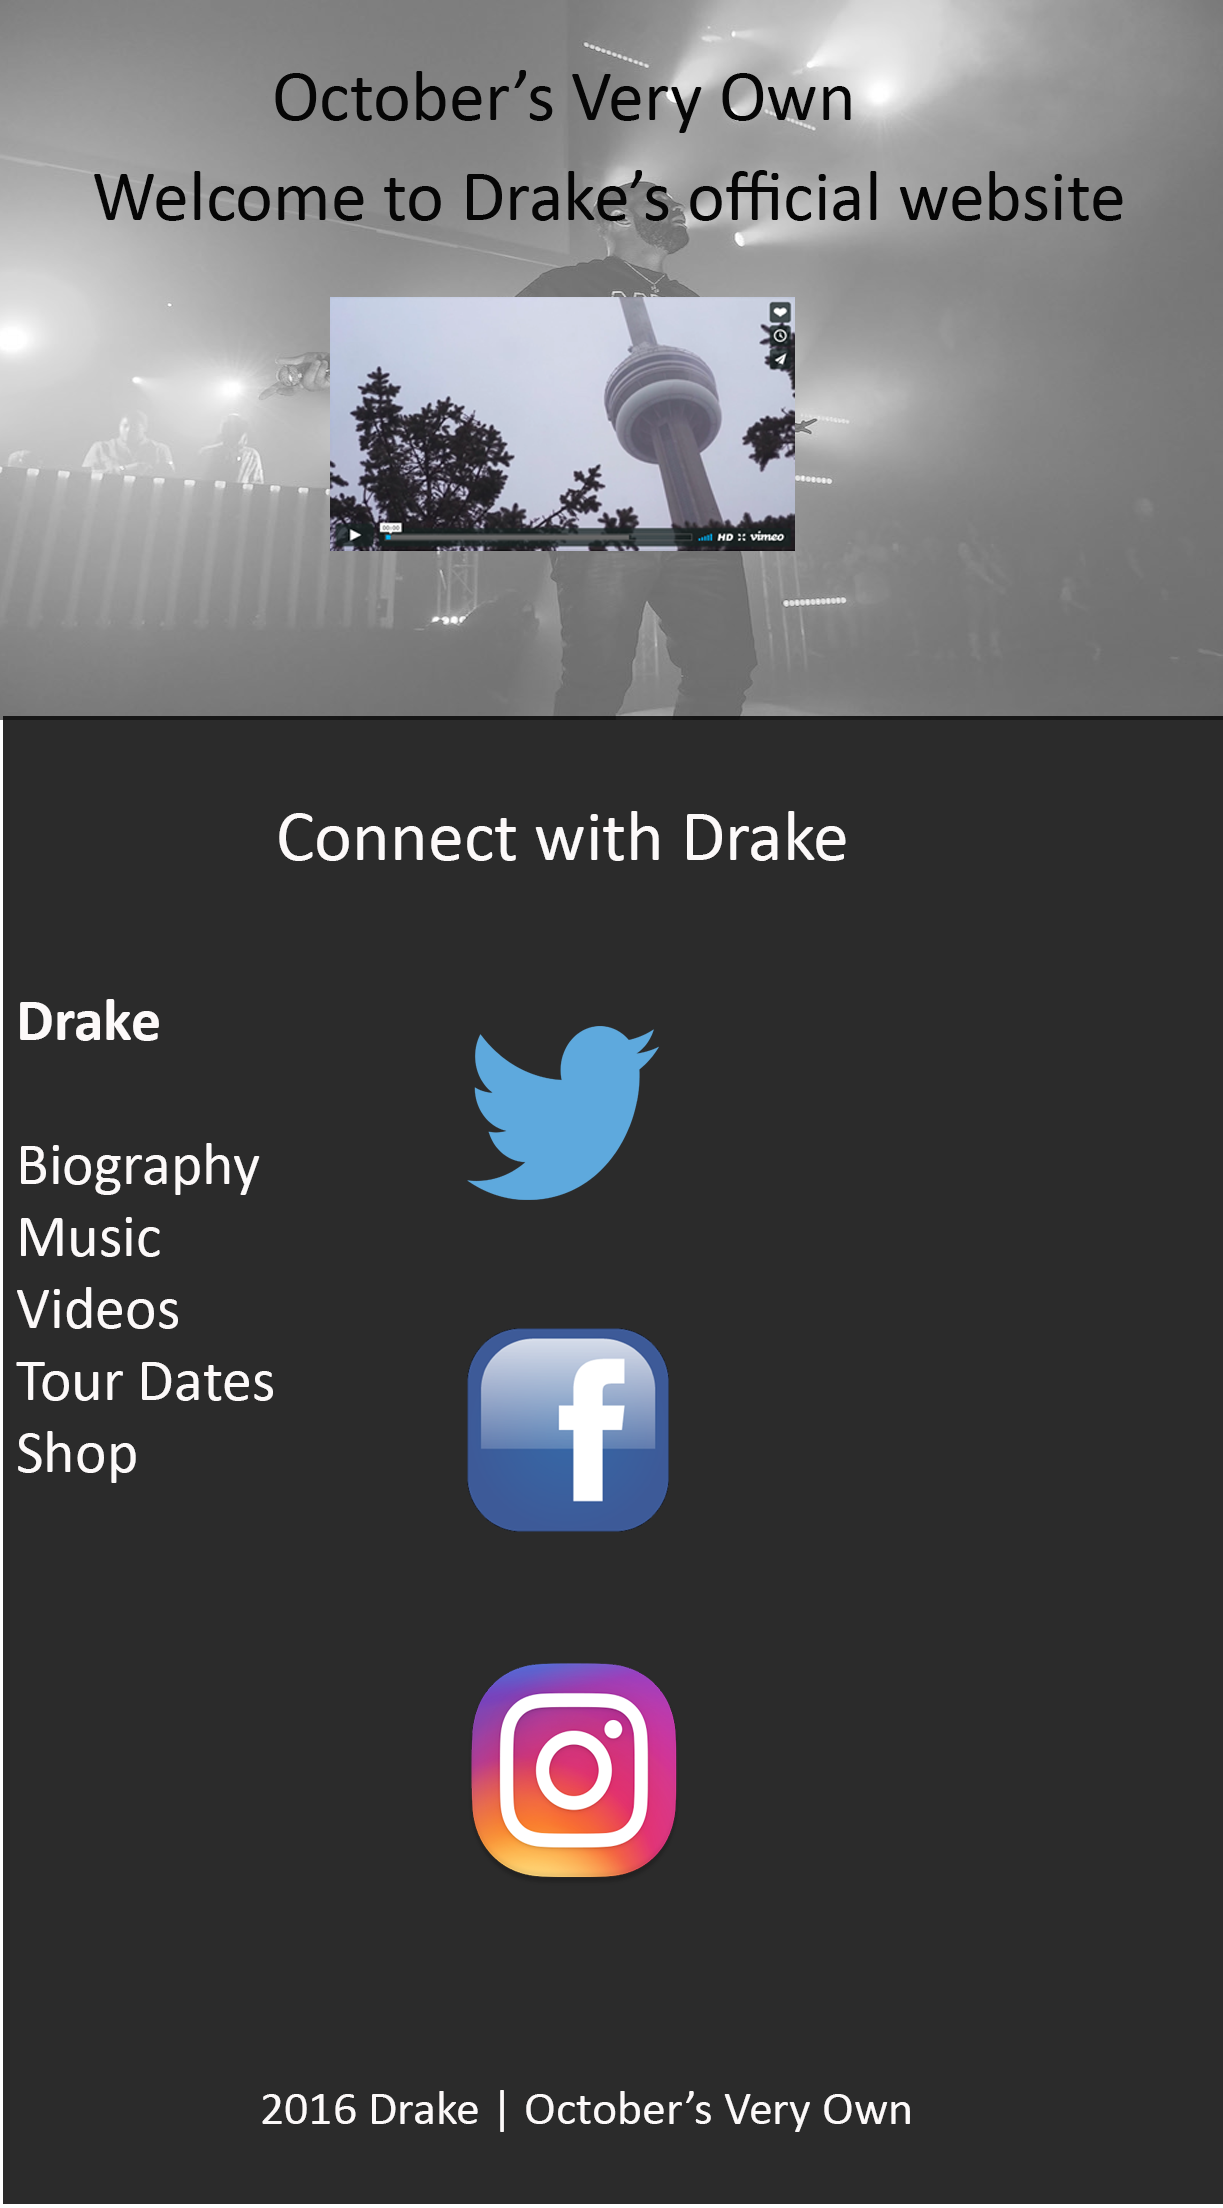 October’s Very Own
Welcome to Drake’s official website
00:00
HD vimeo
Connect with Drake
Drake
Biography
Music
Videos
Tour Dates
Shop
f
2016 Drake | October’s Very Own